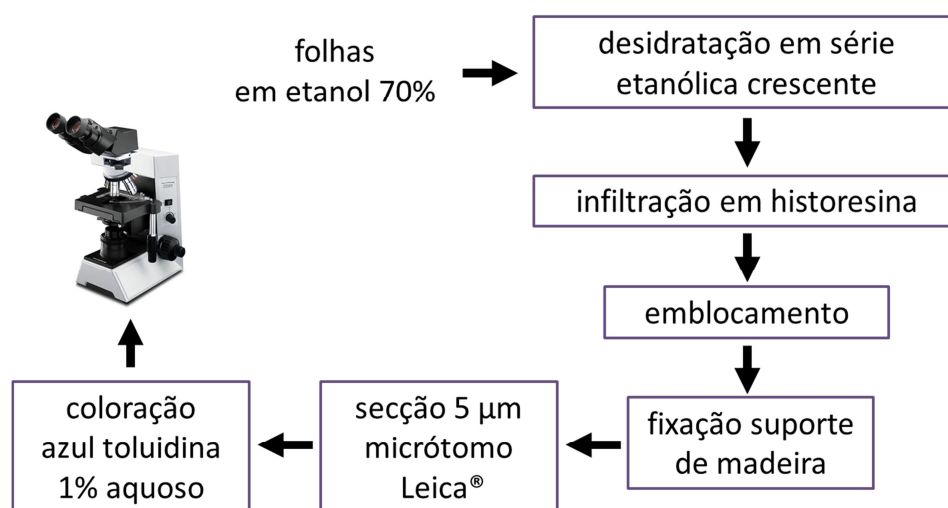 folhas
em etanol 70%
desidratação em série
etanólica crescente
infiltração em historesina
emblocamento
fixação suporte
de madeira
secção 5 µm
micrótomo
Leica®
coloração
azul toluidina
1% aquoso